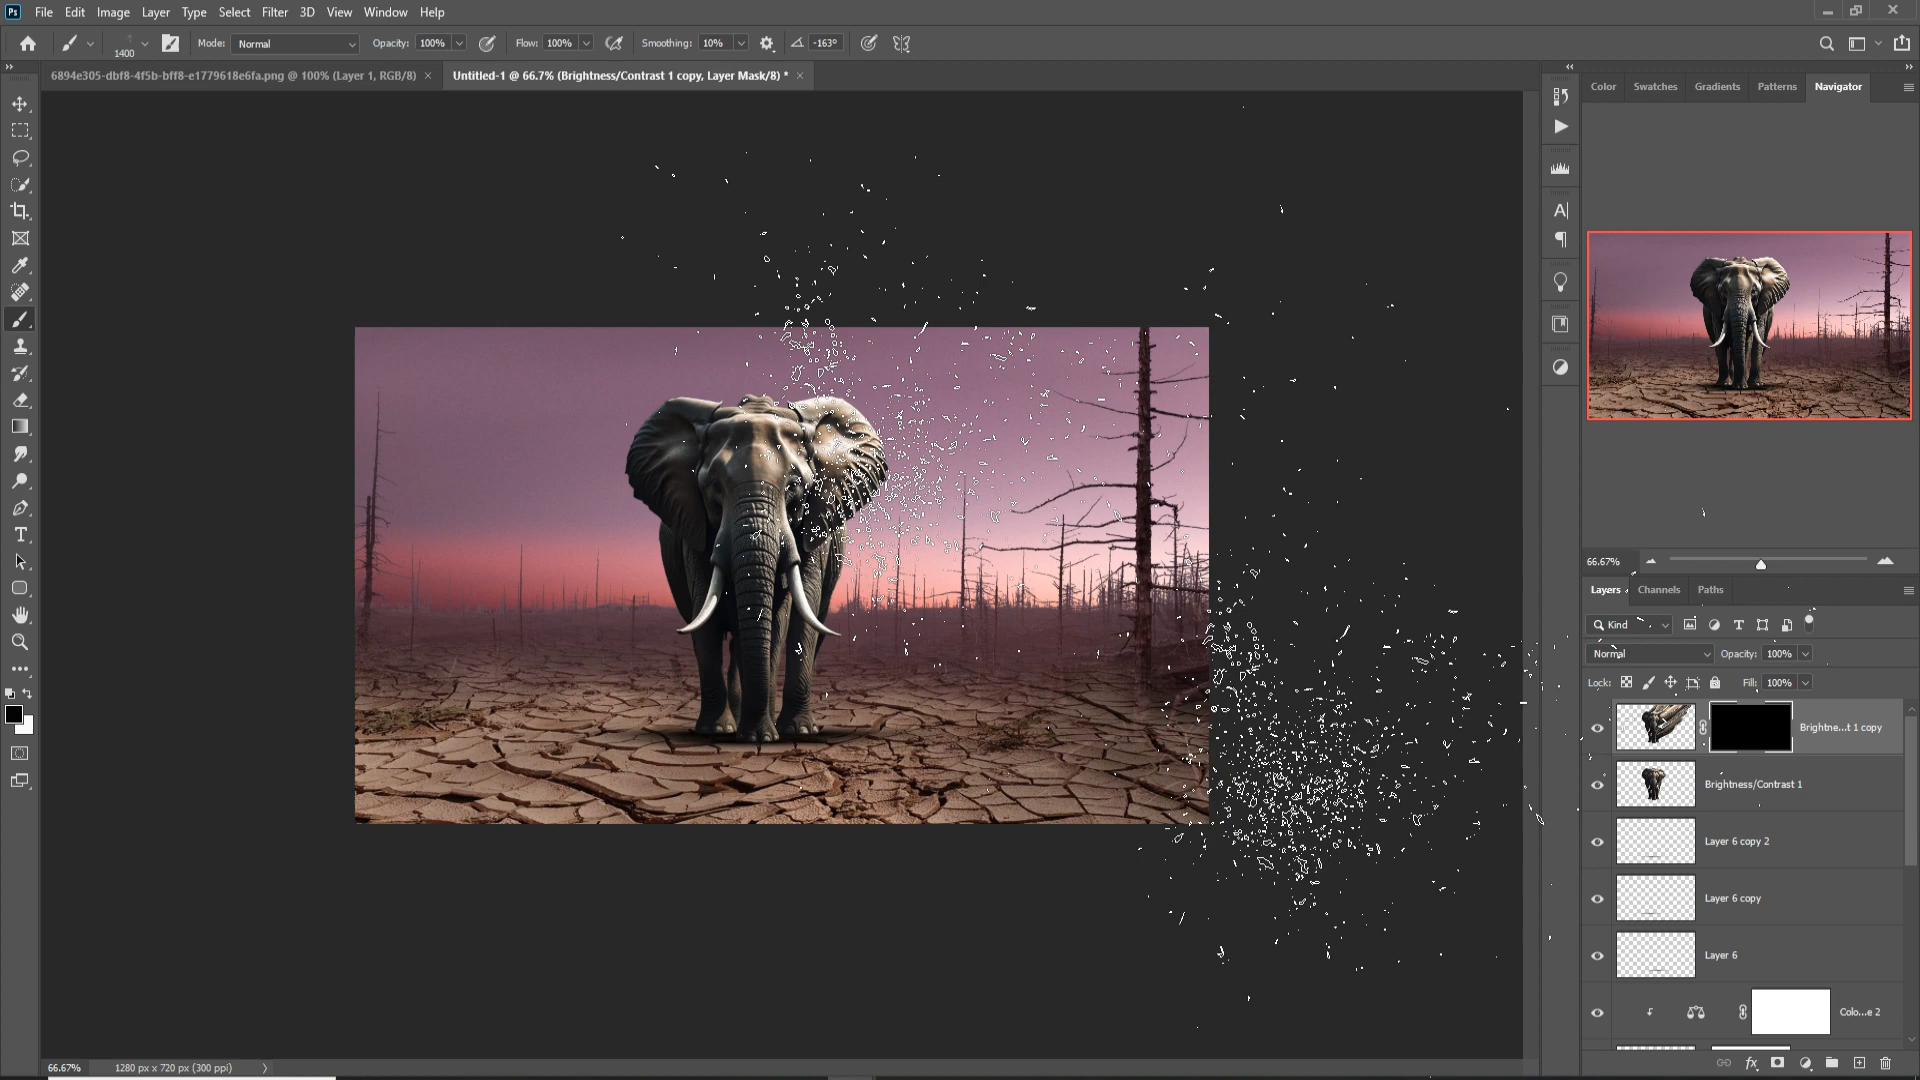 Ps File Edit Image Layer Type Select Filter 3D View Window Help
1400 Mode: Normal Opacity: 100% Flow: 100% Smoothing: 10% -163°
6894e305-dbf8-4f5b-bff8-e1779618e6fa.png @ 100% (Layer 1, RGB/8) × Untitled-1 @ 66.7% (Brightness/Contrast 1 copy, Layer Mask/8) * ×
Color Swatches Gradients Patterns Navigator
66.67%
Layers Channels Paths
Kind
Normal Opacity: 100%
Lock: Fill: 100%
Brightne...t 1 copy
Brightness/Contrast 1
Layer 6 copy 2
Layer 6 copy
Layer 6
Colo...e 2
66.67% 1280 px x 720 px (300 ppi)